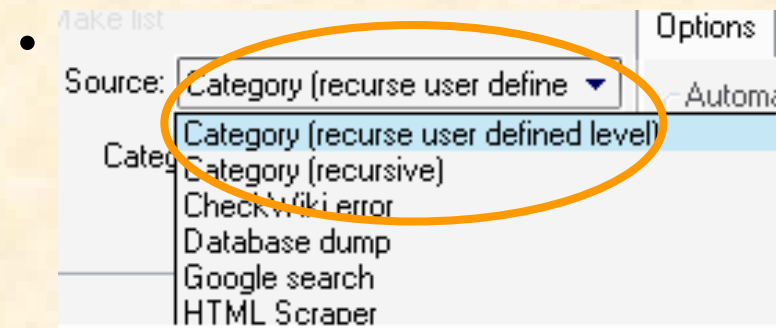 Make list
Options
Source: Category (recurse user define
Automa
Category (recurse user defined level)
Categ
Category (recursive)
CheckWiki error
Database dump
Google search
HTML Scraper